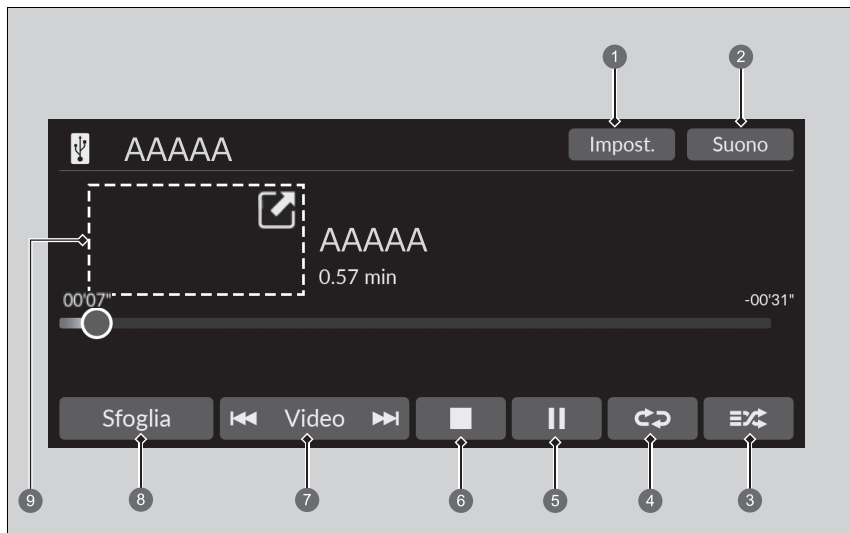 1 2
AAAAA Impost. Suono
AAAAA
0.57 min
00'07" -00'31"
Sfoglia Video
9 8 7 6 5 4 3